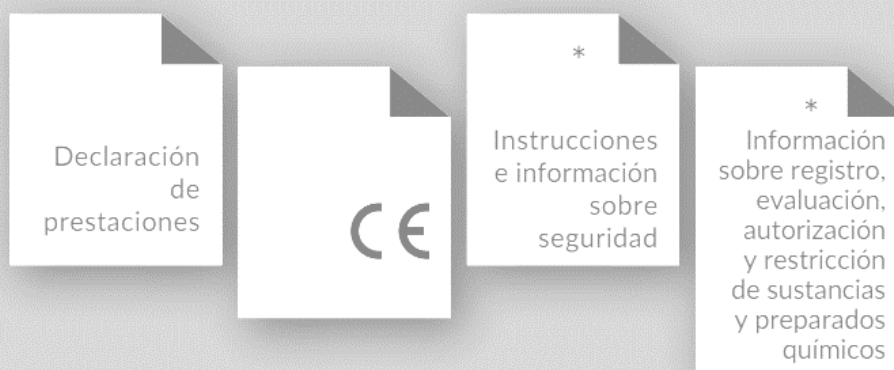 Declaración
de
prestaciones
CE
*
Instrucciones
e información
sobre
seguridad
*
Información
sobre registro,
evaluación,
autorización
y restricción
de sustancias
y preparados
químicos